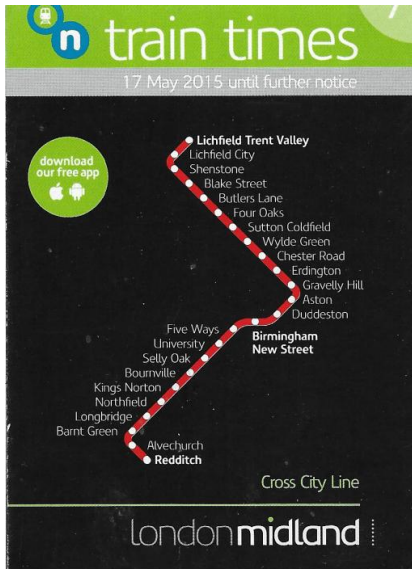 n train times
17 May 2015 until further notice
download
our free app
Lichfield Trent Valley
Lichfield City
Shenstone
Blake Street
Butlers Lane
Four Oaks
Sutton Coldfield
Wylde Green
Chester Road
Erdington
Gravelly Hill
Aston
Duddeston
Birmingham
New Street
Five Ways
University
Selly Oak
Bournville
Kings Norton
Northfield
Longbridge
Barnt Green
Alvechurch
Redditch
Cross City Line
londonmidland